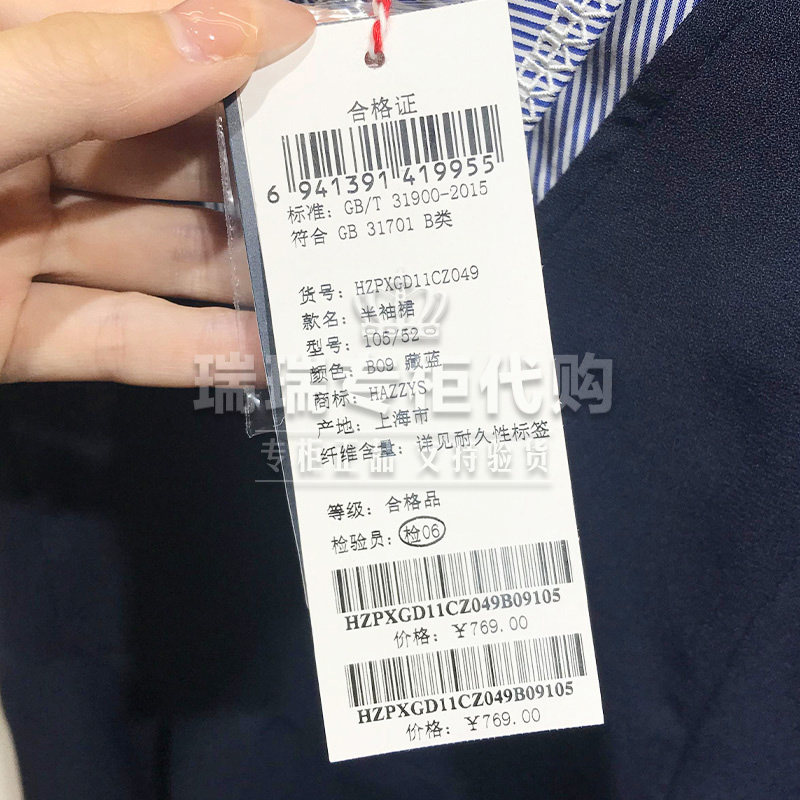 合格证
6 941391 419955
标准: GB/T 31900-2015
符合 GB 31701 B类
货号: HZPXGD11CZ049
款名: 半袖裙
型号: 105/52
颜色: B09 藏蓝
瑞瑞专柜代购
商标: HAZZYS
产地: 上海市
纤维含量: 详见耐久性标签
专柜正品 支持验货
等级: 合格品
检验员: 检06
HZPXGD11CZ049B09105
价格: ¥769.00
HZPXGD11CZ049B09105
价格: ¥769.00